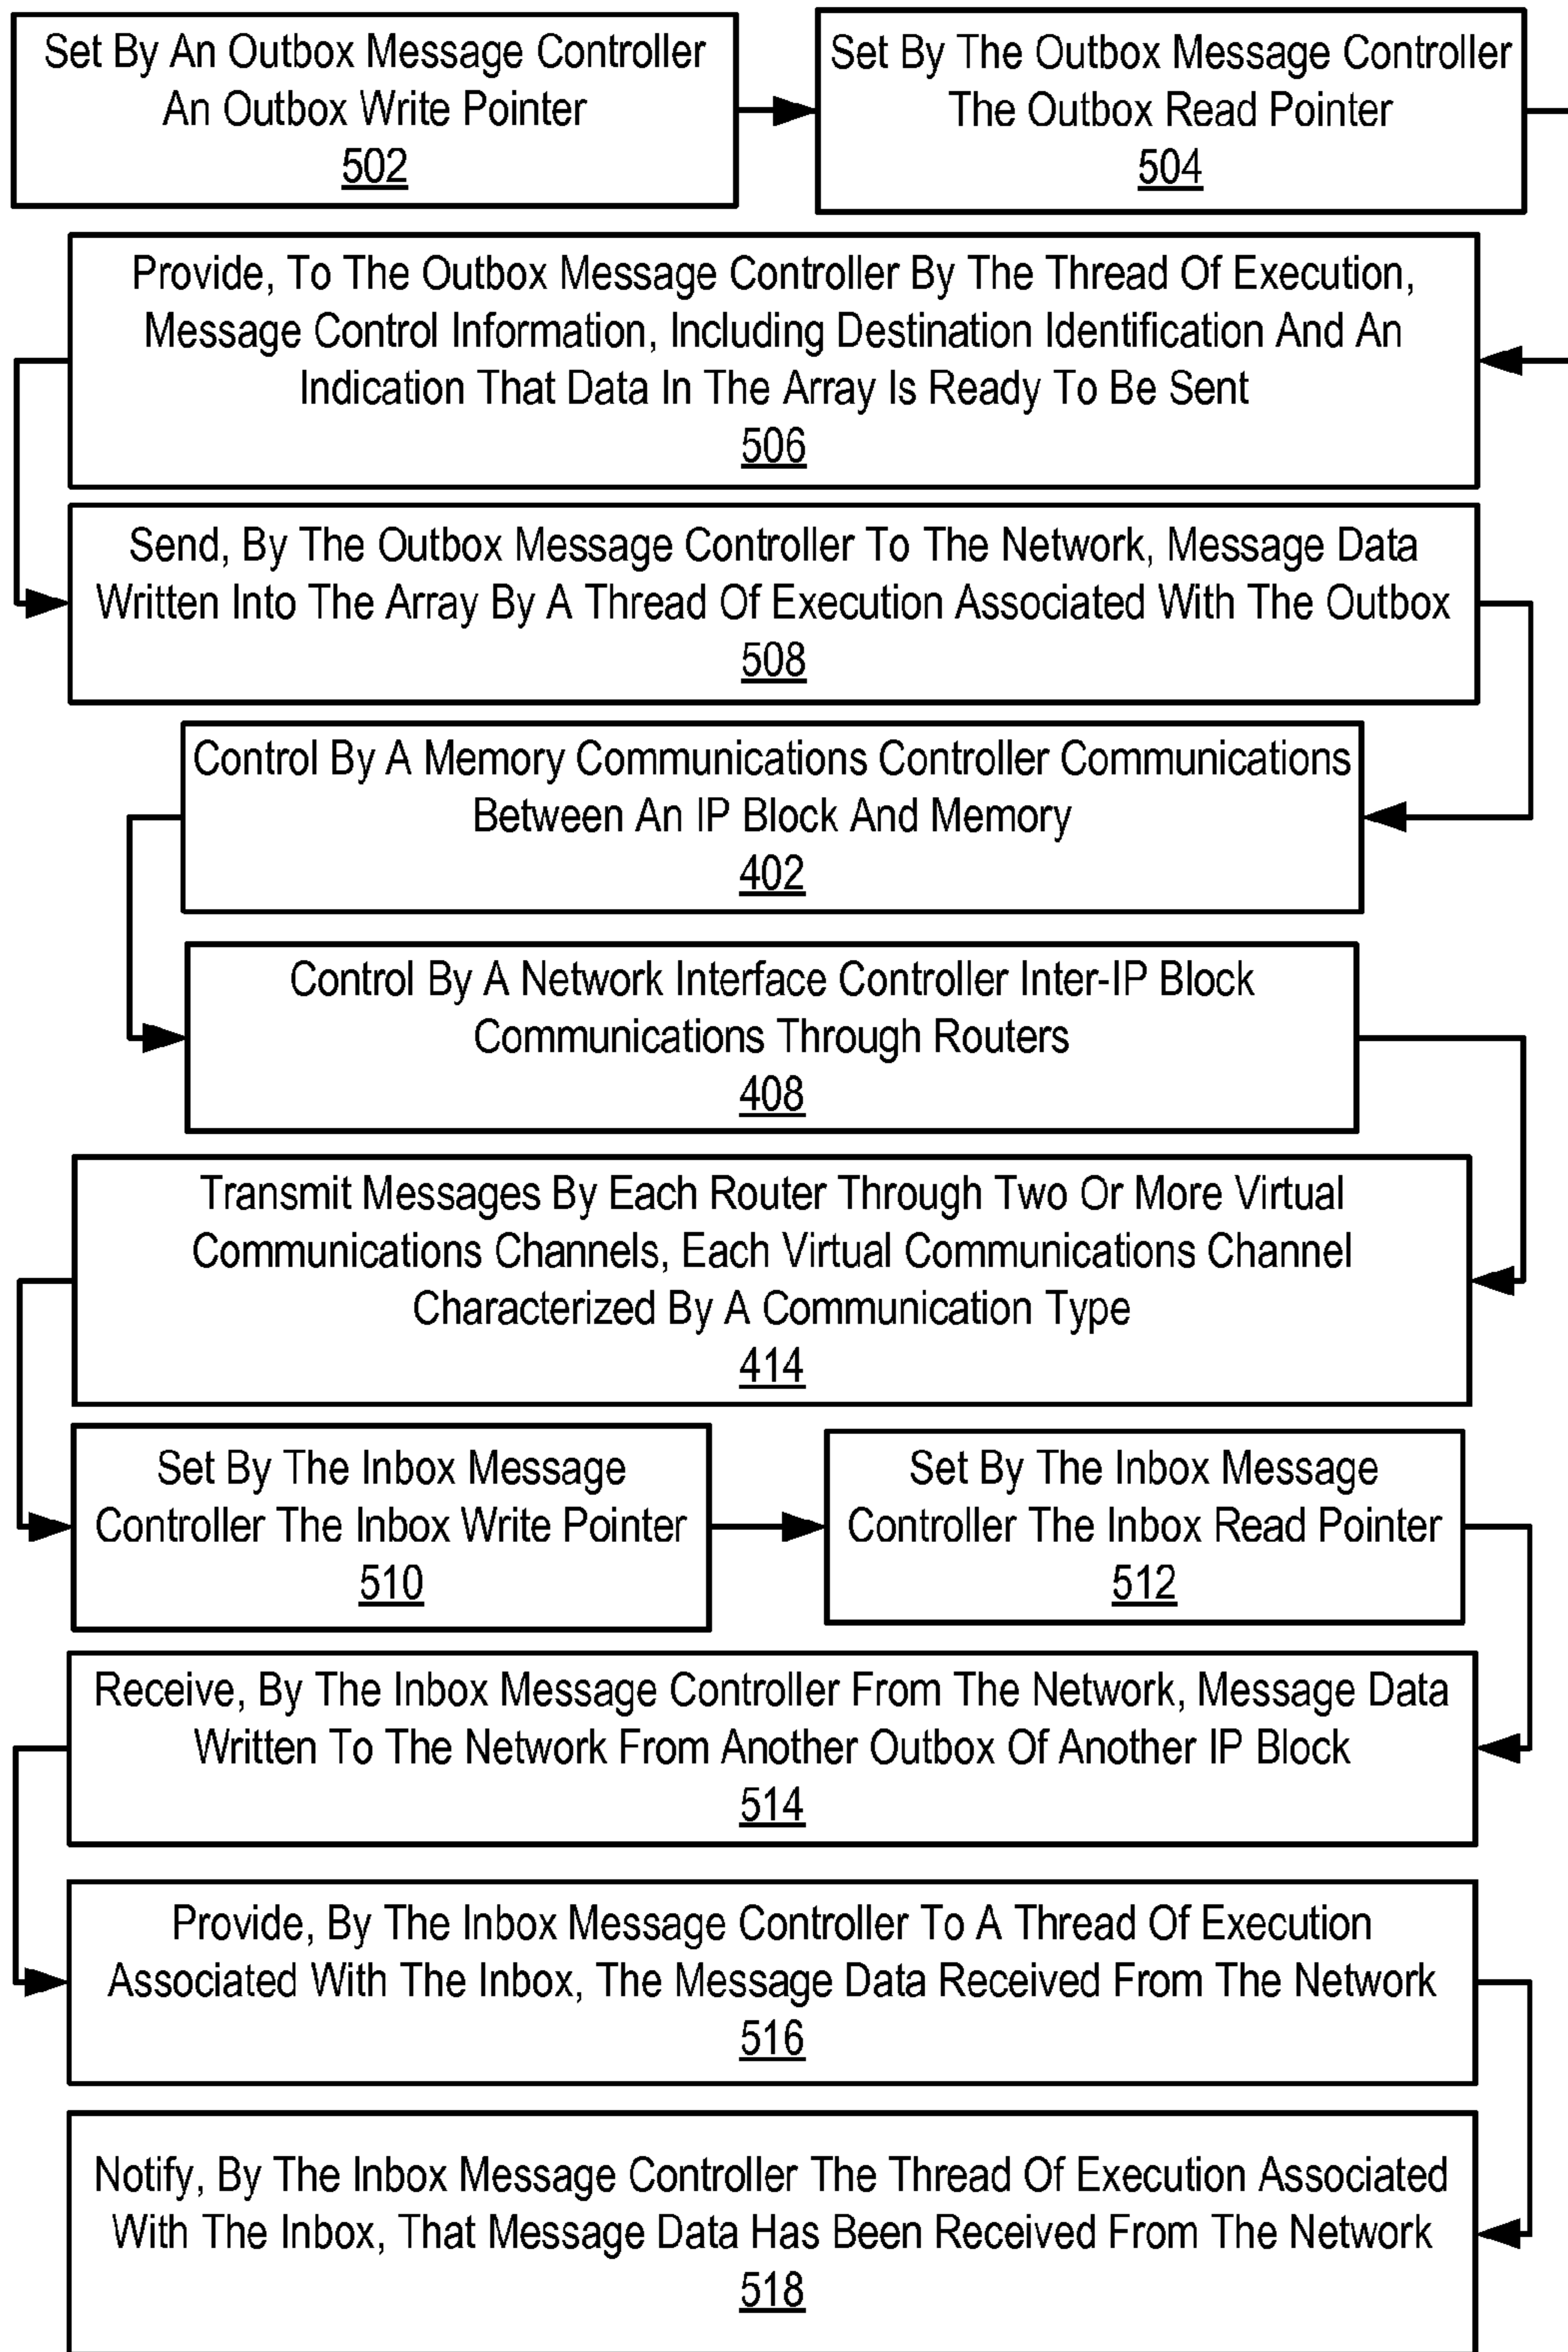 Set By An Outbox Message Controller
An Outbox Write Pointer
502
Set By The Outbox Message Controller
The Outbox Read Pointer
504
Provide, To The Outbox Message Controller By The Thread Of Execution,
Message Control Information, Including Destination Identification And An
Indication That Data In The Array Is Ready To Be Sent
506
Send, By The Outbox Message Controller To The Network, Message Data
Written Into The Array By A Thread Of Execution Associated With The Outbox
508
Control By A Memory Communications Controller Communications
Between An IP Block And Memory
402
Control By A Network Interface Controller Inter-IP Block
Communications Through Routers
408
Transmit Messages By Each Router Through Two Or More Virtual
Communications Channels, Each Virtual Communications Channel
Characterized By A Communication Type
414
Set By The Inbox Message
Controller The Inbox Write Pointer
510
Set By The Inbox Message
Controller The Inbox Read Pointer
512
Receive, By The Inbox Message Controller From The Network, Message Data
Written To The Network From Another Outbox Of Another IP Block
514
Provide, By The Inbox Message Controller To A Thread Of Execution
Associated With The Inbox, The Message Data Received From The Network
516
Notify, By The Inbox Message Controller The Thread Of Execution Associated
With The Inbox, That Message Data Has Been Received From The Network
518